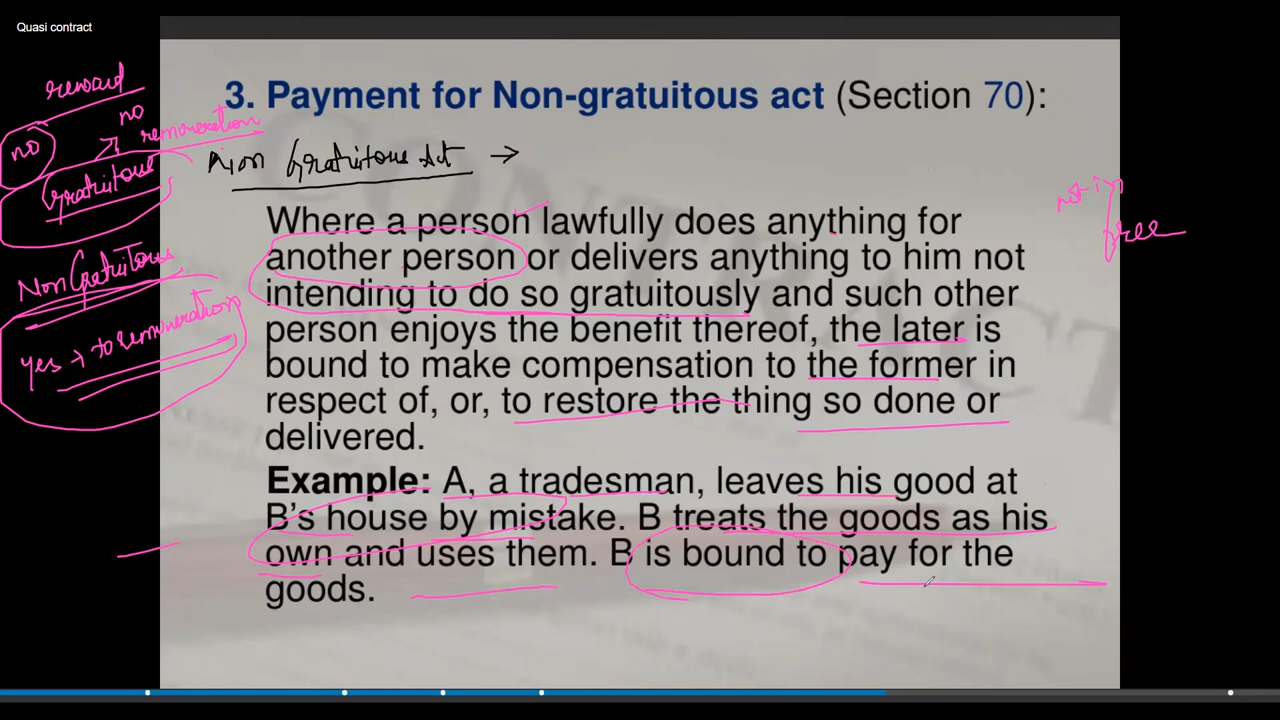 Quasi contract
3. Payment for Non-gratuitous act (Section 70):
reward
no
no
remuneration
gratuitous
Non Gratuitous Act →
Non Gratuitous
yes → to remuneration
not in
free
Where a person lawfully does anything for
another person or delivers anything to him not
intending to do so gratuitously and such other
person enjoys the benefit thereof, the later is
bound to make compensation to the former in
respect of, or, to restore the thing so done or
delivered.
Example: A, a tradesman, leaves his good at
B's house by mistake. B treats the goods as his
own and uses them. B is bound to pay for the
goods.